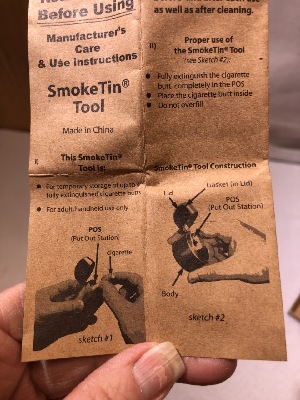 Before Using
Manufacturer's
Care
& Use Instructions
SmokeTin®
Tool
Made in China
I)
This SmokeTin®
Tool is:
• For temporary storage of up to
fully extinguished cigarette butts
• For adult handheld use only
POS
(Put Out Station)
cigarette
sketch #1
as well as after cleaning.
II)
Proper use of
the SmokeTin® Tool
(see Sketch #2):
• Fully extinguish the cigarette
butt completely in the POS
• Place the cigarette butt inside
• Do not overfill
SmokeTin® Tool Construction
Lid
Gasket (in Lid)
POS
(Put Out Station)
Body
sketch #2